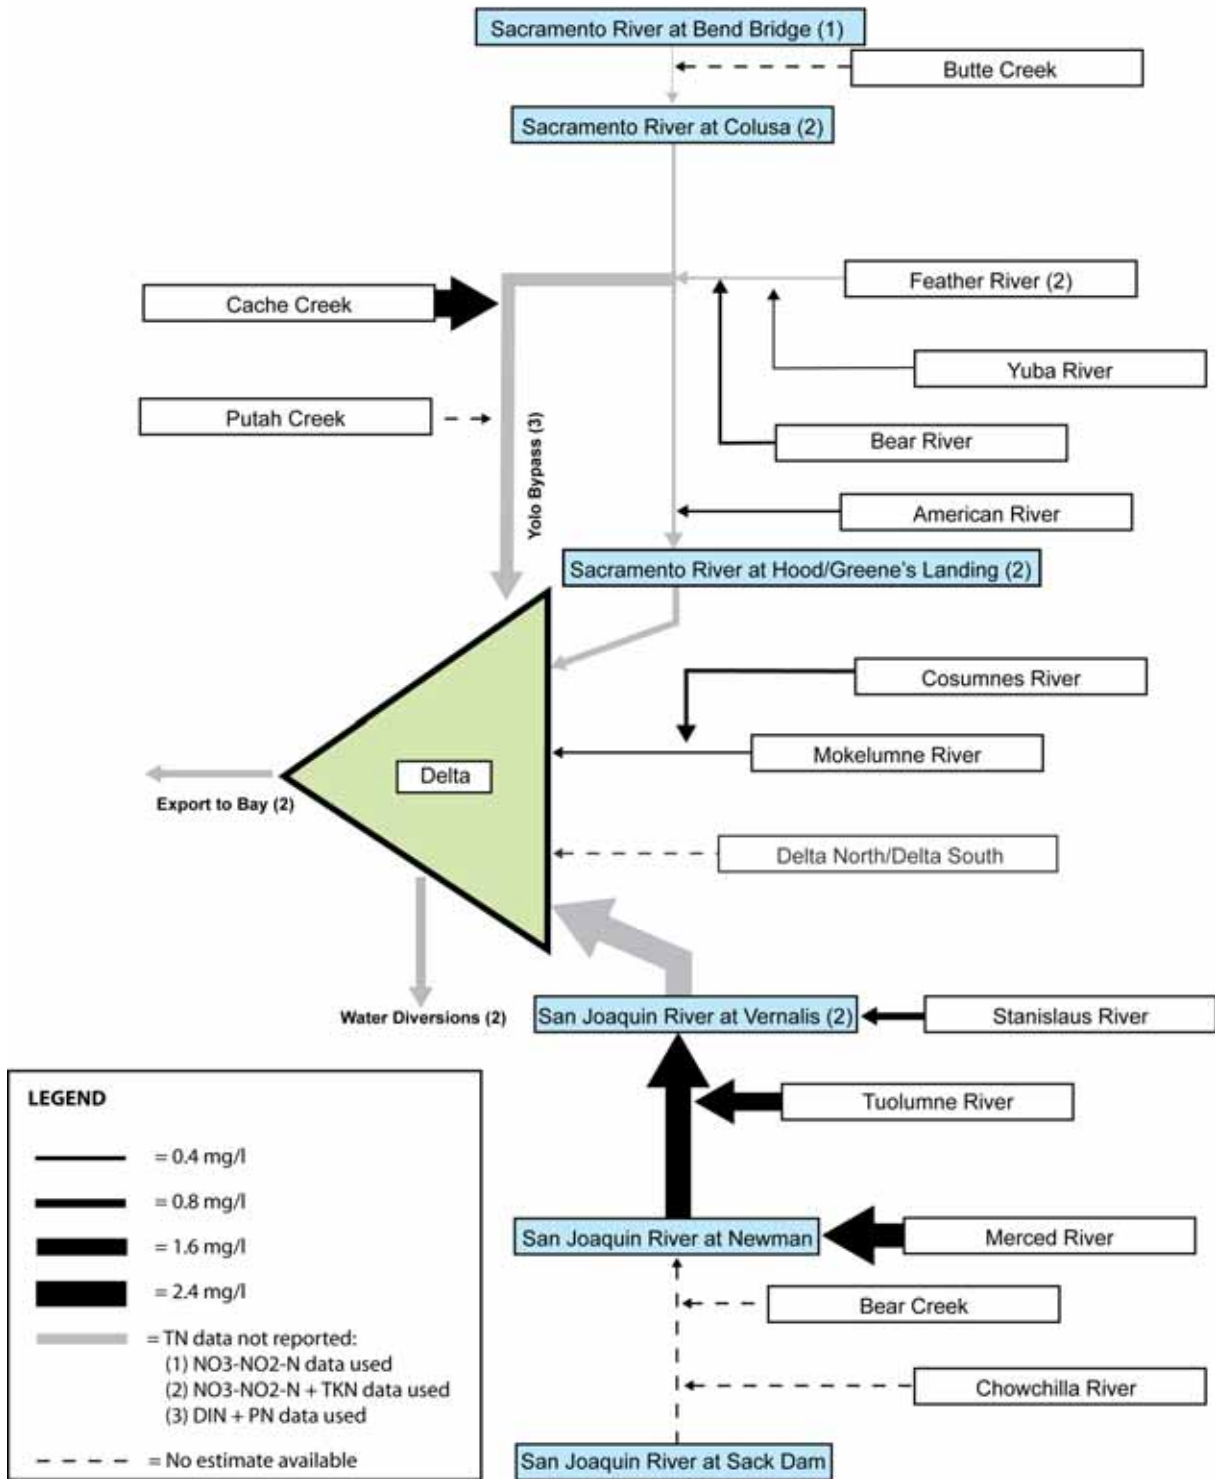 Sacramento River at Bend Bridge (1)
Butte Creek
Sacramento River at Colusa (2)
Feather River (2)
Cache Creek
Yuba River
Putah Creek
Yolo Bypass (3)
Bear River
American River
Sacramento River at Hood/Greene's Landing (2)
Cosumnes River
Mokelumne River
Delta
Export to Bay (2)
Delta North/Delta South
Water Diversions (2)
San Joaquin River at Vernalis (2)
Stanislaus River
Tuolumne River
San Joaquin River at Newman
Merced River
Bear Creek
Chowchilla River
San Joaquin River at Sack Dam
LEGEND
= 0.4 mg/l
= 0.8 mg/l
= 1.6 mg/l
= 2.4 mg/l
= TN data not reported:
(1) NO3-NO2-N data used
(2) NO3-NO2-N + TKN data used
(3) DIN + PN data used
= No estimate available